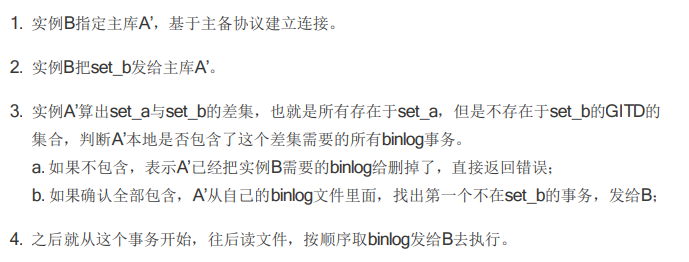 1. 实例B指定主库A’，基于主备协议建立连接。
2. 实例B把set_b发给主库A’。
3. 实例A’算出set_a与set_b的差集，也就是所有存在于set_a，但是不存在于set_b的GITD的
集合，判断A’本地是否包含了这个差集需要的所有binlog事务。
a. 如果不包含，表示A’已经把实例B需要的binlog给删掉了，直接返回错误；
b. 如果确认全部包含，A’从自己的binlog文件里面，找出第一个不在set_b的事务，发给B；
4. 之后就从这个事务开始，往后读文件，按顺序取binlog发给B去执行。